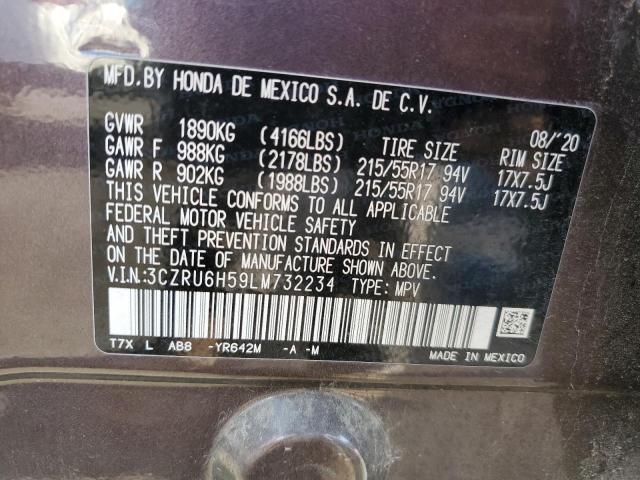 MFD. BY HONDA DE MEXICO S.A. DE C.V.
08/'20
GVWR 1890KG (4166LBS) TIRE SIZE RIM SIZE
GAWR F 988KG (2178LBS) 215/55R17 94V 17X7.5J
GAWR R 902KG (1988LBS) 215/55R17 94V 17X7.5J
THIS VEHICLE CONFORMS TO ALL APPLICABLE
FEDERAL MOTOR VEHICLE SAFETY
AND THEFT PREVENTION STANDARDS IN EFFECT
ON THE DATE OF MANUFACTURE SHOWN ABOVE.
V.I.N.:3CZRU6H59LM732234 TYPE: MPV
T7X L ABB -YR642M -A -M MADE IN MEXICO